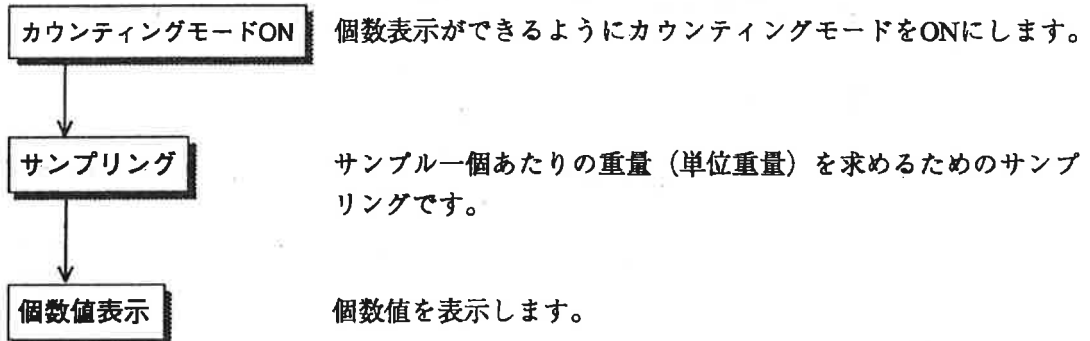 カウンティングモードON
個数表示ができるようにカウンティングモードをONにします。
サンプリング
サンプル一個あたりの重量（単位重量）を求めるためのサンプ
リングです。
個数値表示
個数値を表示します。